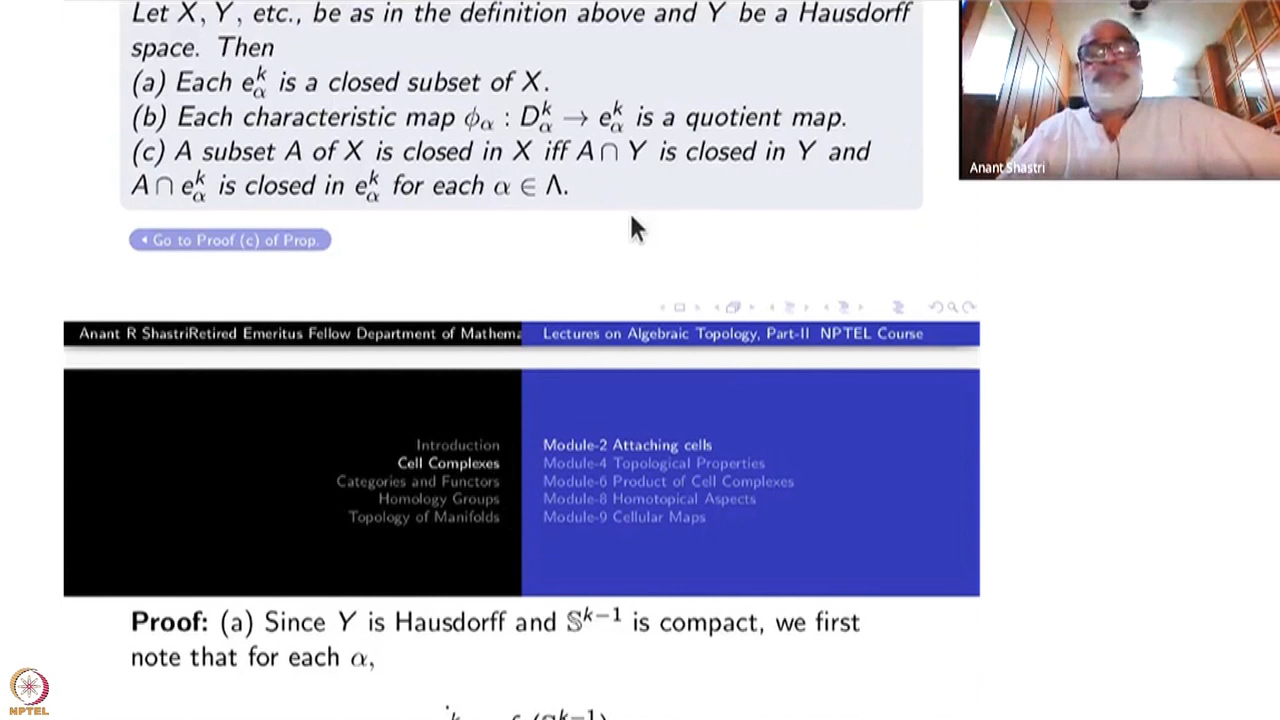 Let X, Y, etc., be as in the definition above and Y be a Hausdorff
space. Then
(a) Each e_α^k is a closed subset of X.
(b) Each characteristic map ϕ_α : D_α^k → e_α^k is a quotient map.
(c) A subset A of X is closed in X iff A ∩ Y is closed in Y and
A ∩ e_α^k is closed in e_α^k for each α ∈ Λ.
Go to Proof (c) of Prop.
Anant Shastri
Anant R ShastriRetired Emeritus Fellow Department of Mathema
Lectures on Algebraic Topology, Part-II NPTEL Course
Introduction
Cell Complexes
Categories and Functors
Homology Groups
Topology of Manifolds
Module-2 Attaching cells
Module-4 Topological Properties
Module-6 Product of Cell Complexes
Module-8 Homotopical Aspects
Module-9 Cellular Maps
Proof: (a) Since Y is Hausdorff and 𝕊^{k−1} is compact, we first
note that for each α,
NPTEL